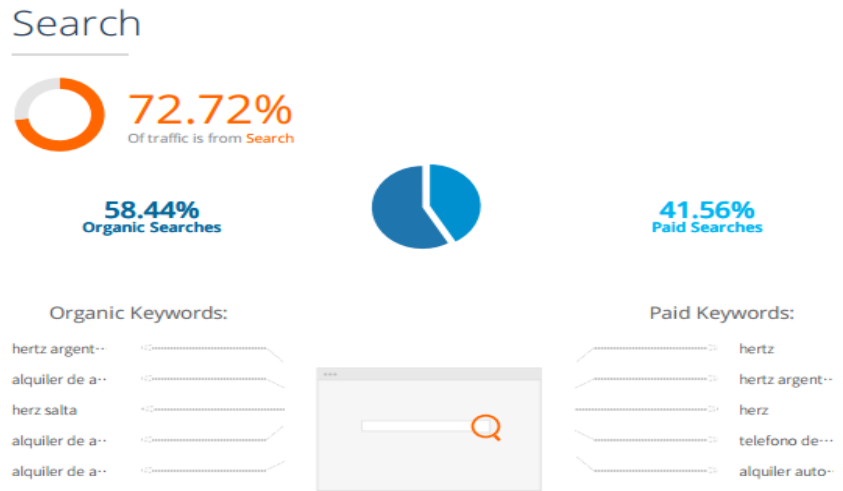 Search
72.72%
Of traffic is from Search
58.44%
Organic Searches
41.56%
Paid Searches
Organic Keywords:
hertz argent···
alquiler de a···
herz salta
alquiler de a···
alquiler de a···
Paid Keywords:
hertz
hertz argent···
herz
telefono de···
alquiler auto···